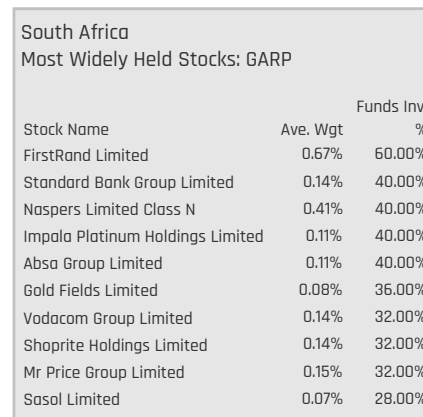 South Africa
Most Widely Held Stocks: GARP
Funds Inv
Stock Name Ave. Wgt %
FirstRand Limited 0.67% 60.00%
Standard Bank Group Limited 0.14% 40.00%
Naspers Limited Class N 0.41% 40.00%
Impala Platinum Holdings Limited 0.11% 40.00%
Absa Group Limited 0.11% 40.00%
Gold Fields Limited 0.08% 36.00%
Vodacom Group Limited 0.14% 32.00%
Shoprite Holdings Limited 0.14% 32.00%
Mr Price Group Limited 0.15% 32.00%
Sasol Limited 0.07% 28.00%